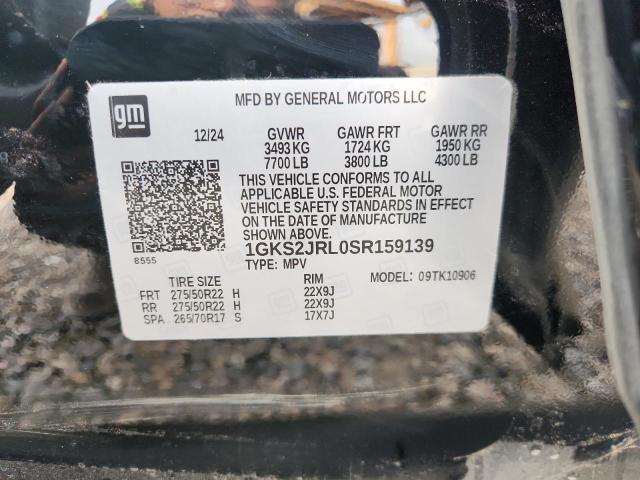 gm
MFD BY GENERAL MOTORS LLC
12/24 GVWR GAWR FRT GAWR RR
3493 KG 1724 KG 1950 KG
7700 LB 3800 LB 4300 LB
THIS VEHICLE CONFORMS TO ALL
APPLICABLE U.S. FEDERAL MOTOR
VEHICLE SAFETY STANDARDS IN EFFECT
ON THE DATE OF MANUFACTURE
SHOWN ABOVE.
8555
1GKS2JRL0SR159139
TYPE: MPV MODEL: 09TK10906
TIRE SIZE RIM
FRT 275/50R22 H 22X9J
RR 275/50R22 H 22X9J
SPA 265/70R17 S 17X7J